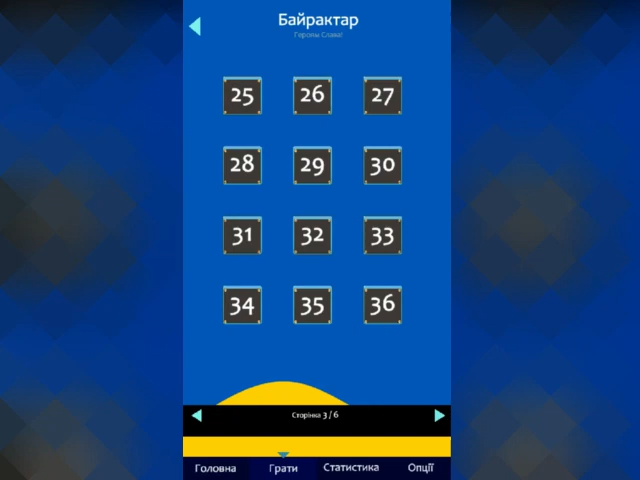 Байрактар
Героям Слава!
25 26 27
28 29 30
31 32 33
34 35 36
Сторінка 3 / 6
Головна Грати Статистика Опції